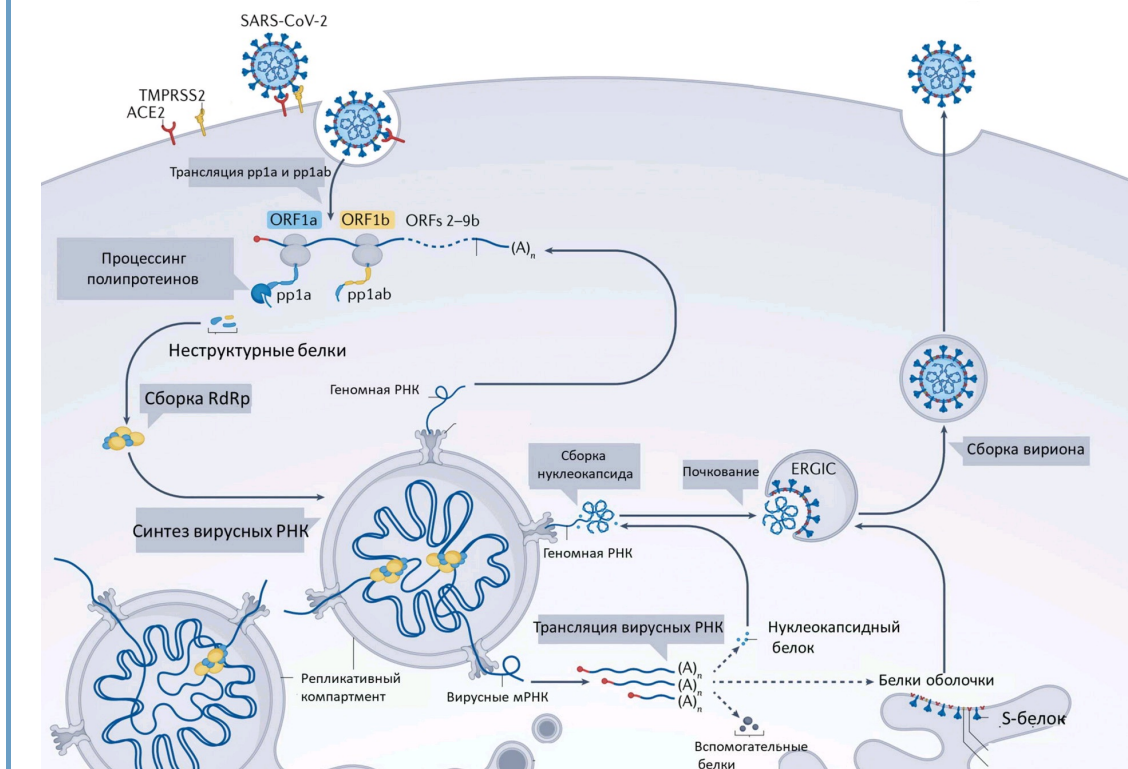 SARS-CoV-2
TMPRSS2
ACE2
Трансляция pp1a и pp1ab
ORF1a ORF1b ORFs 2–9b
(A)n
Процессинг
полипротеинов
pp1a pp1ab
Неструктурные белки
Геномная РНК
Сборка RdRp
Сборка
нуклеокапсида
Почкование
ERGIC
Сборка вириона
Синтез вирусных РНК
Геномная РНК
Трансляция вирусных РНК
Нуклеокапсидный
белок
(A)n
(A)n
(A)n
Репликативный
компартмент
Вирусные мРНК
Белки оболочки
S-белок
Вспомогательные
белки